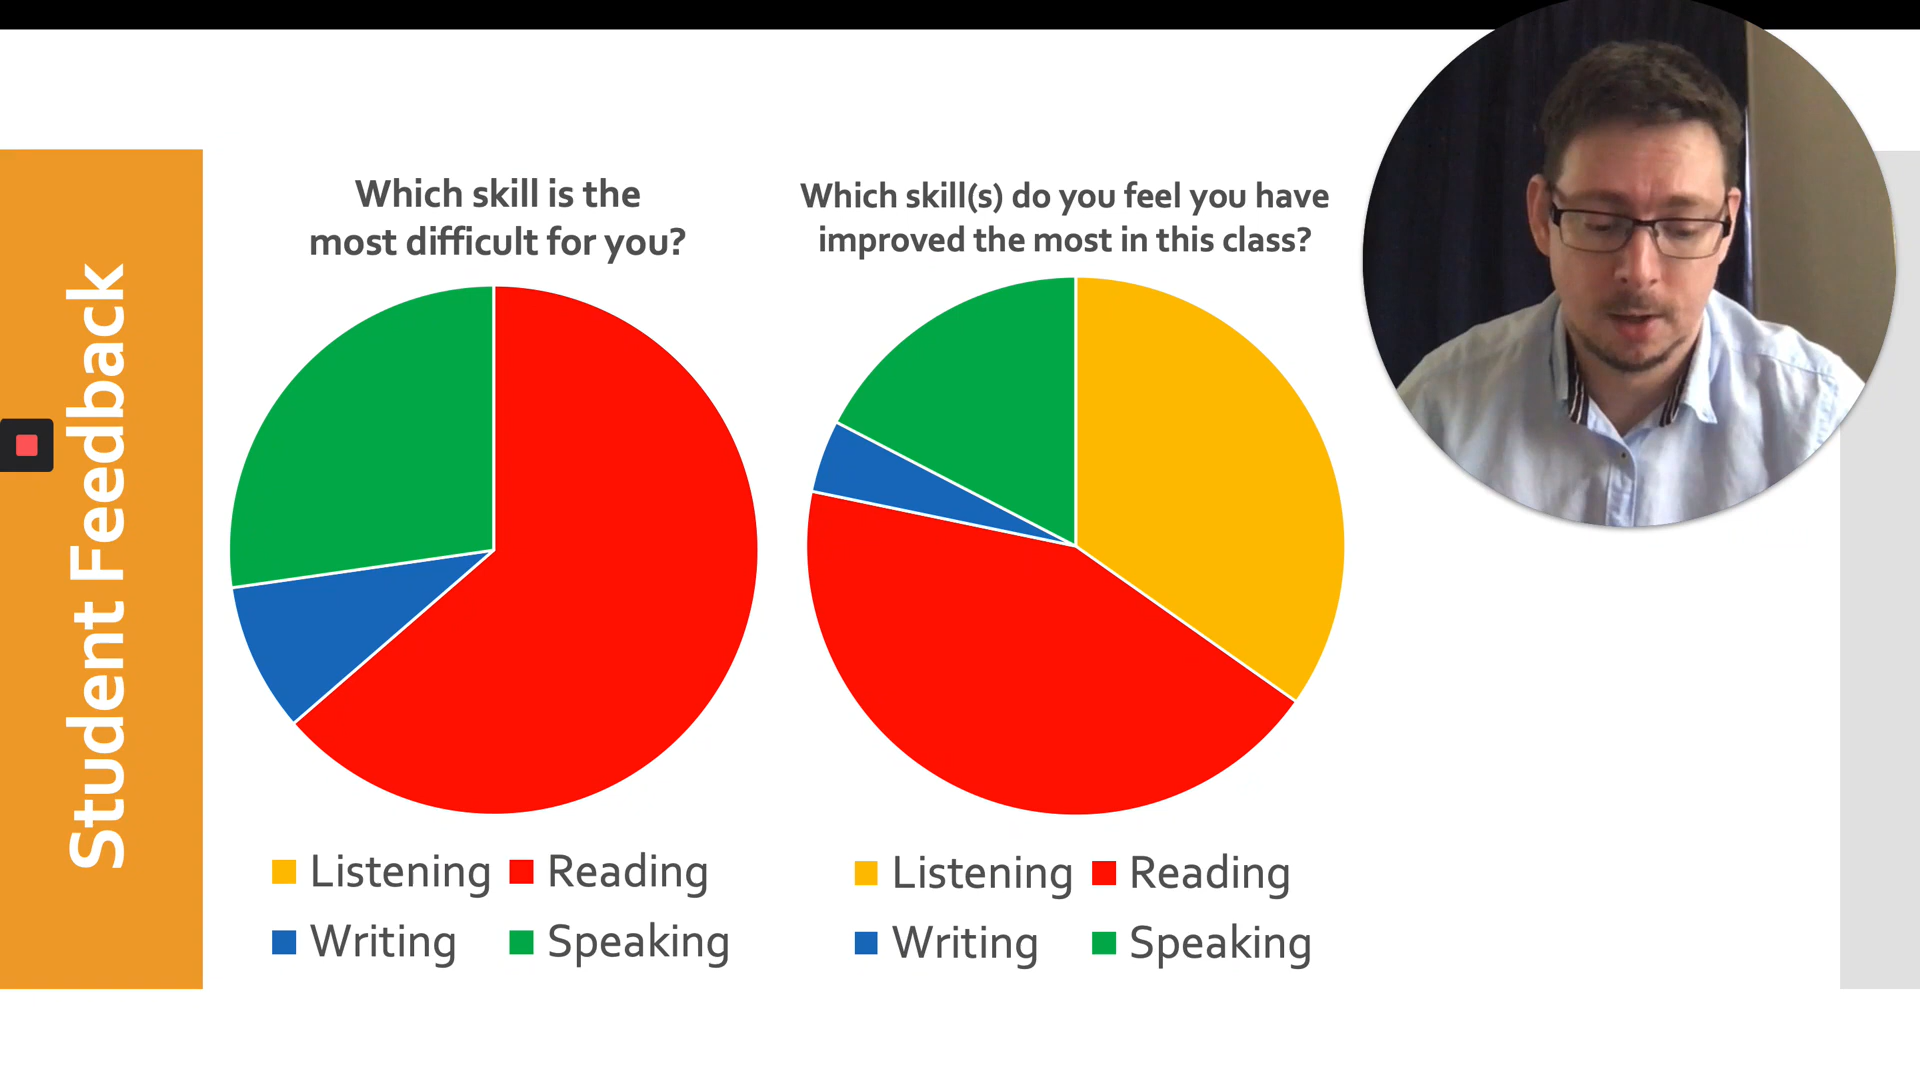 Student Feedback
Which skill is the
most difficult for you?
Listening Reading
Writing Speaking
Which skill(s) do you feel you have
improved the most in this class?
Listening Reading
Writing Speaking